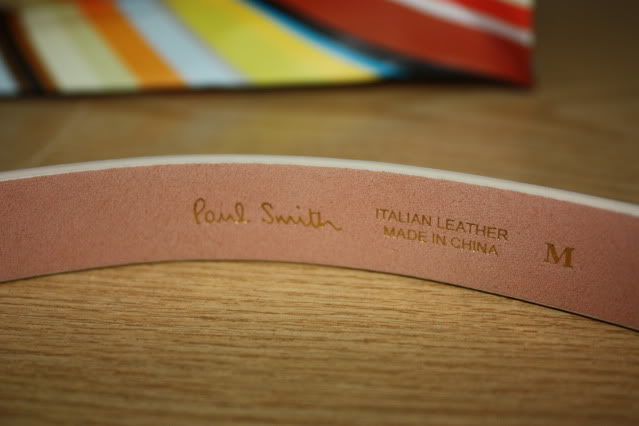 Paul Smith
ITALIAN LEATHER
MADE IN CHINA
M